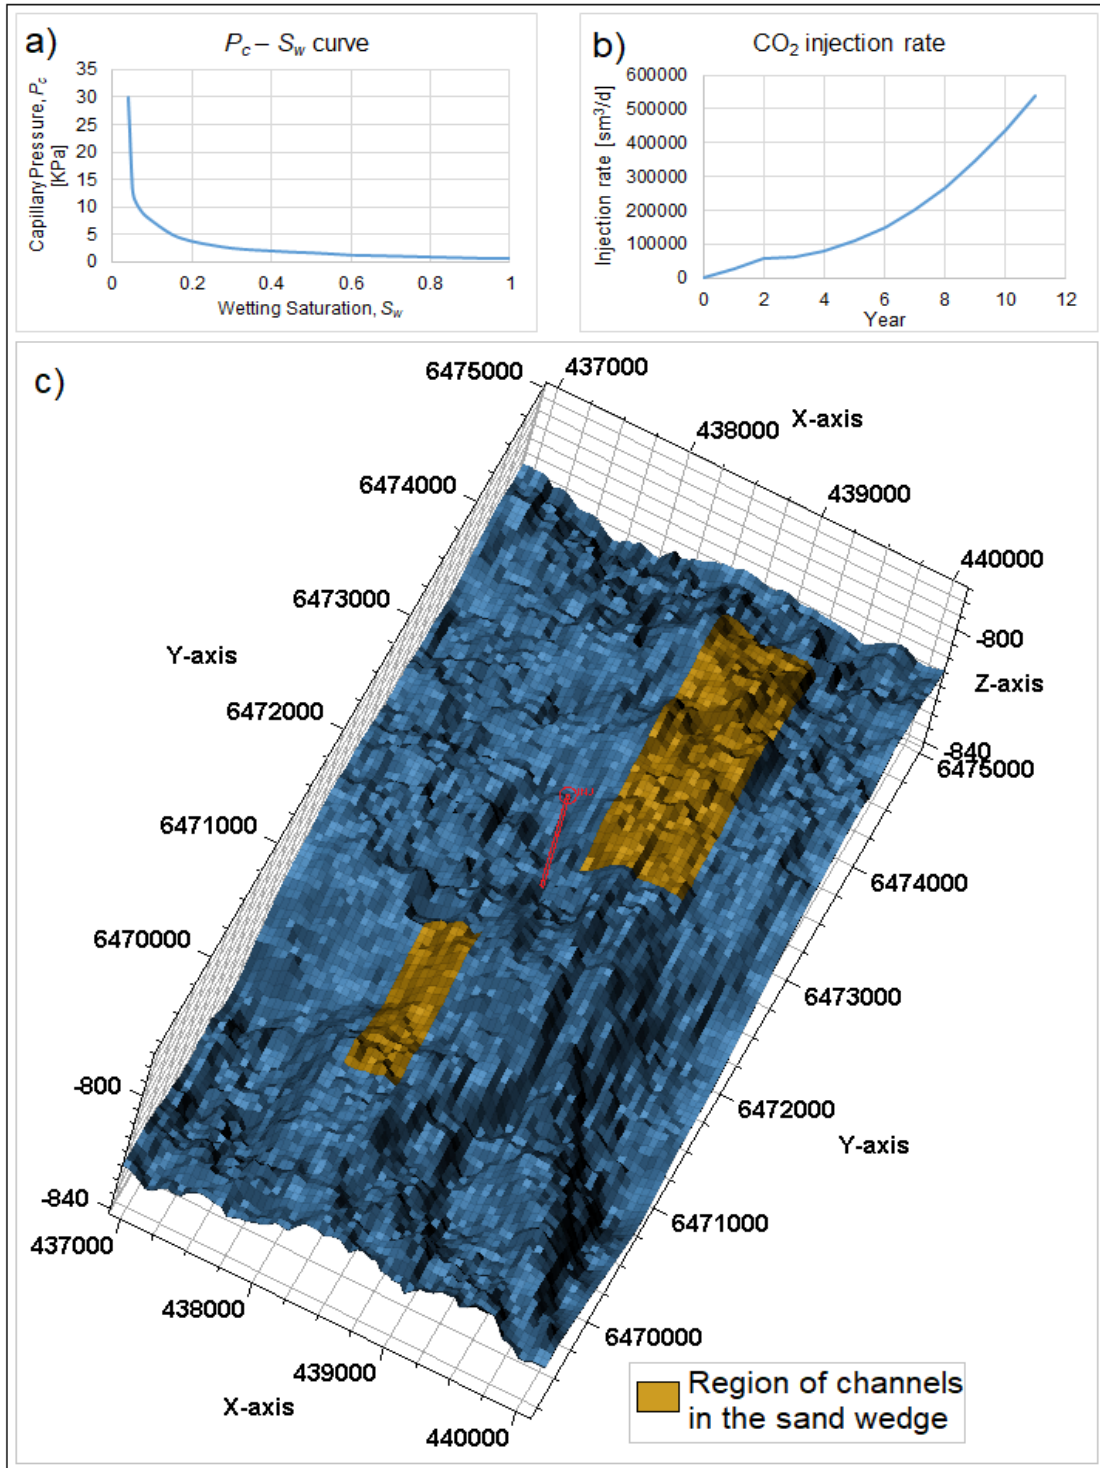 a)
P_c – S_w curve
Capillary Pressure, P_c
[KPa]
35
30
25
20
15
10
5
0
0 0.2 0.4 0.6 0.8 1
Wetting Saturation, S_w
b)
CO₂ injection rate
Injection rate [sm³/d]
600000
500000
400000
300000
200000
100000
0
0 2 4 6 8 10 12
Year
c)
6475000
437000
438000
X-axis
439000
440000
6474000
6473000
Y-axis
6472000
6471000
6470000
-800
Z-axis
-840
6475000
6474000
6473000
6472000
Y-axis
6471000
6470000
-800
-840
437000
438000
439000
X-axis
440000
Region of channels
in the sand wedge